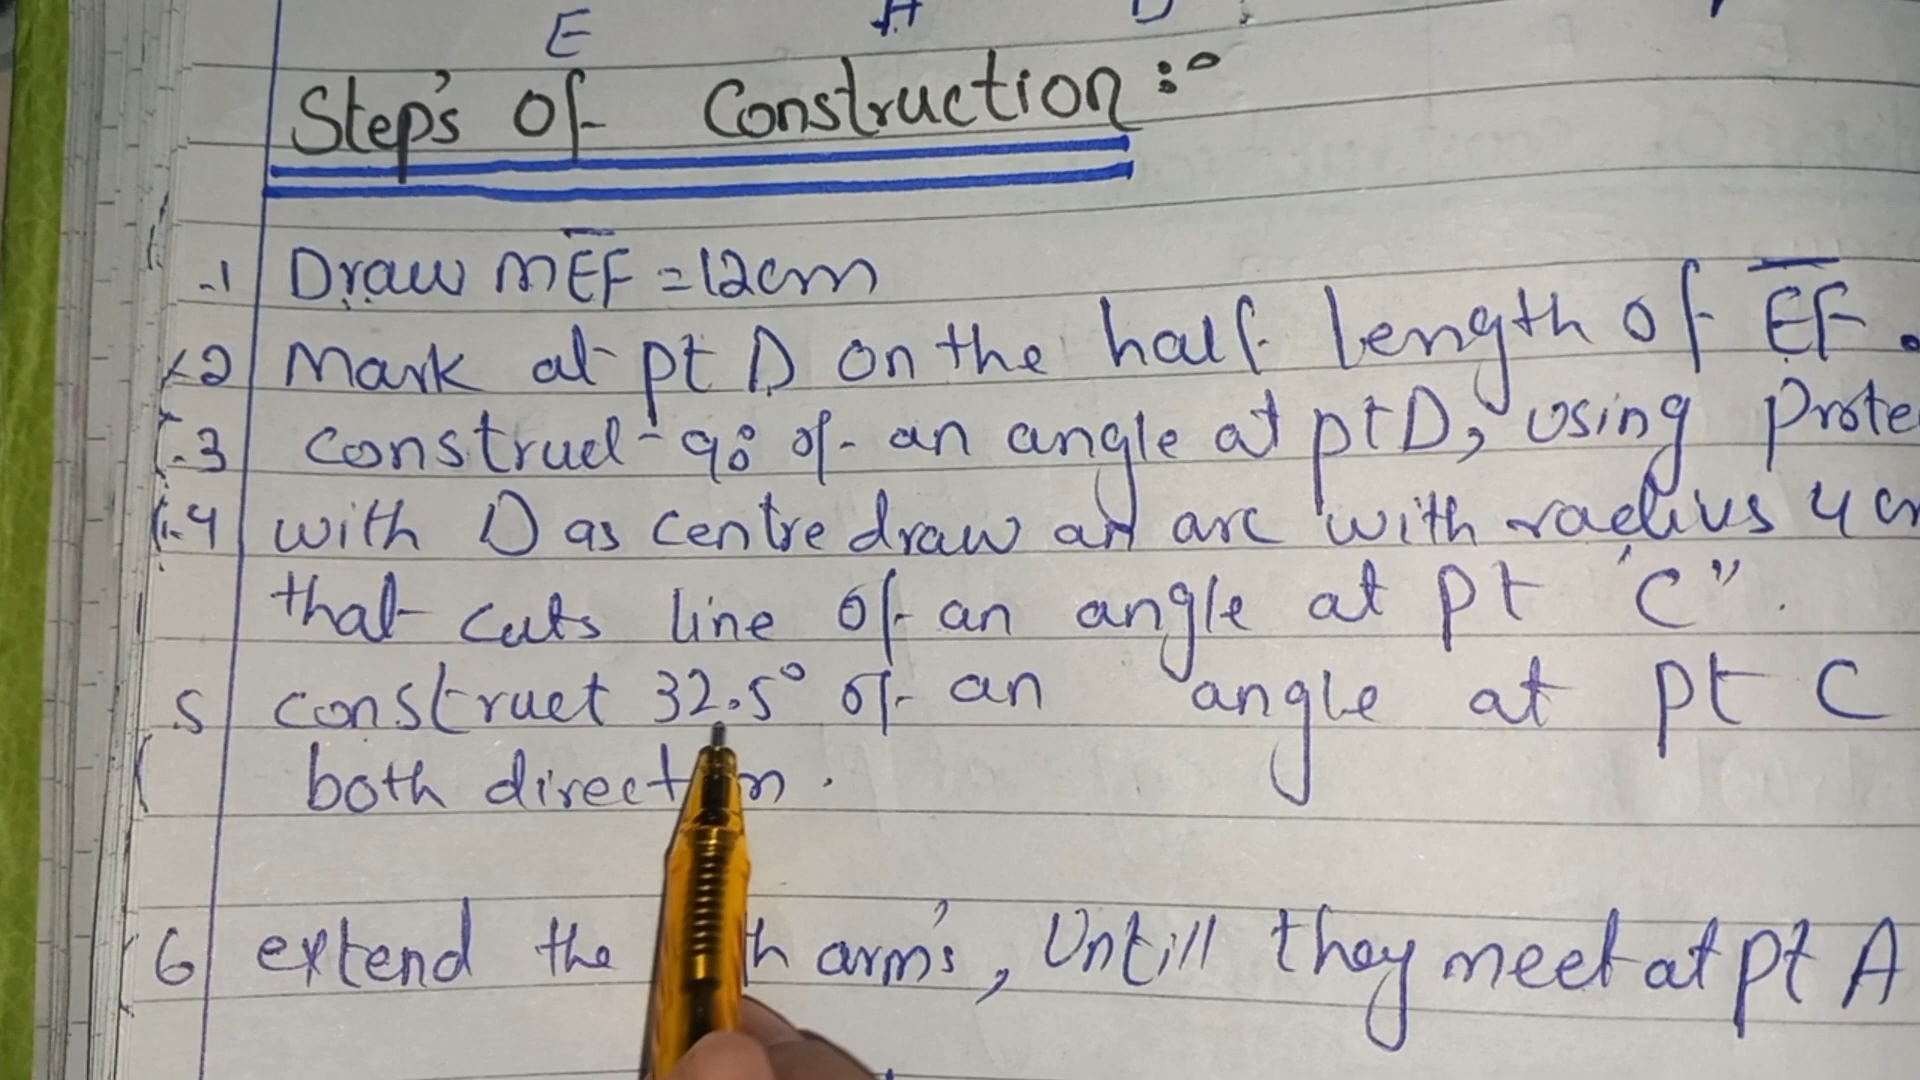 E
Step's Of Construction:-
.1 Draw mEF = 12cm
2 Mark at pt D on the half length of EF.
.3 construct 90° of an angle at pt D, using
.4 with D as centre draw an arc with radius 4 cm
that cuts line of an angle at pt "C".
5 construct 32.5° of an angle at pt C
both direction.
6 extend the arm's, Untill they meet at pt A